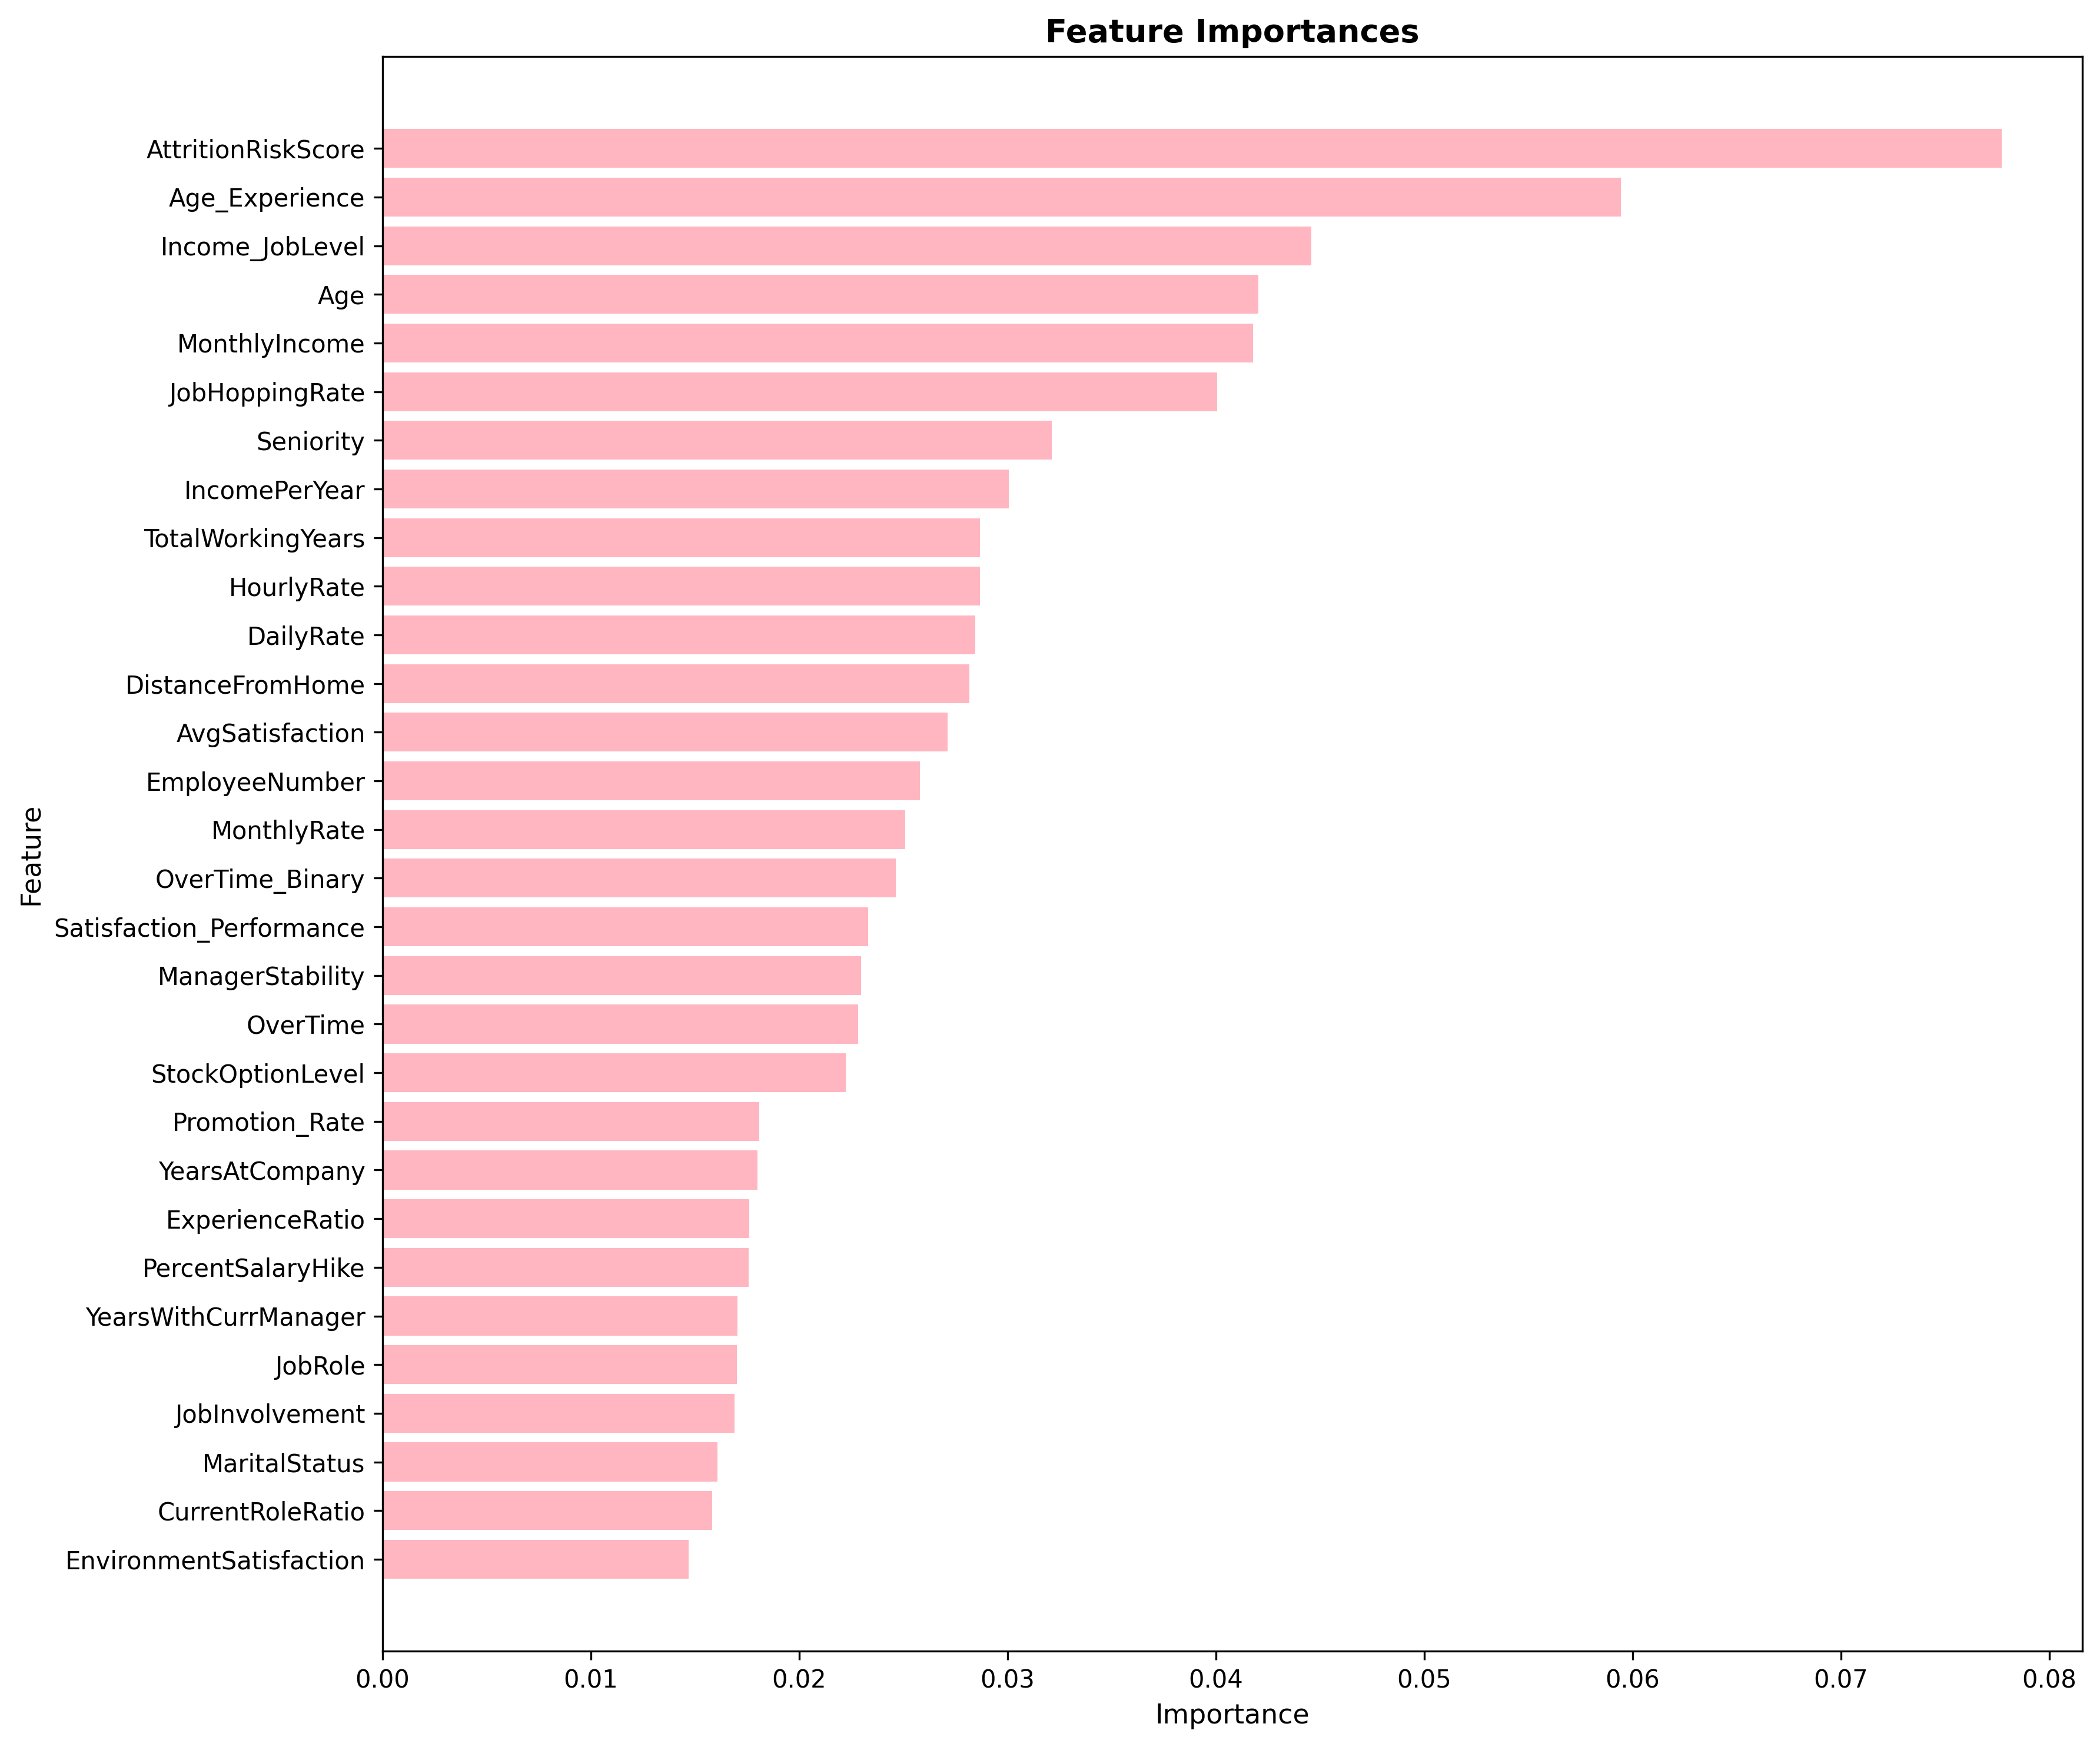 Feature Importances
AttritionRiskScore
Age_Experience
Income_JobLevel
Age
MonthlyIncome
JobHoppingRate
Seniority
IncomePerYear
TotalWorkingYears
HourlyRate
DailyRate
DistanceFromHome
AvgSatisfaction
EmployeeNumber
MonthlyRate
OverTime_Binary
Satisfaction_Performance
ManagerStability
OverTime
StockOptionLevel
Promotion_Rate
YearsAtCompany
ExperienceRatio
PercentSalaryHike
YearsWithCurrManager
JobRole
JobInvolvement
MaritalStatus
CurrentRoleRatio
EnvironmentSatisfaction
Feature
0.00 0.01 0.02 0.03 0.04 0.05 0.06 0.07 0.08
Importance